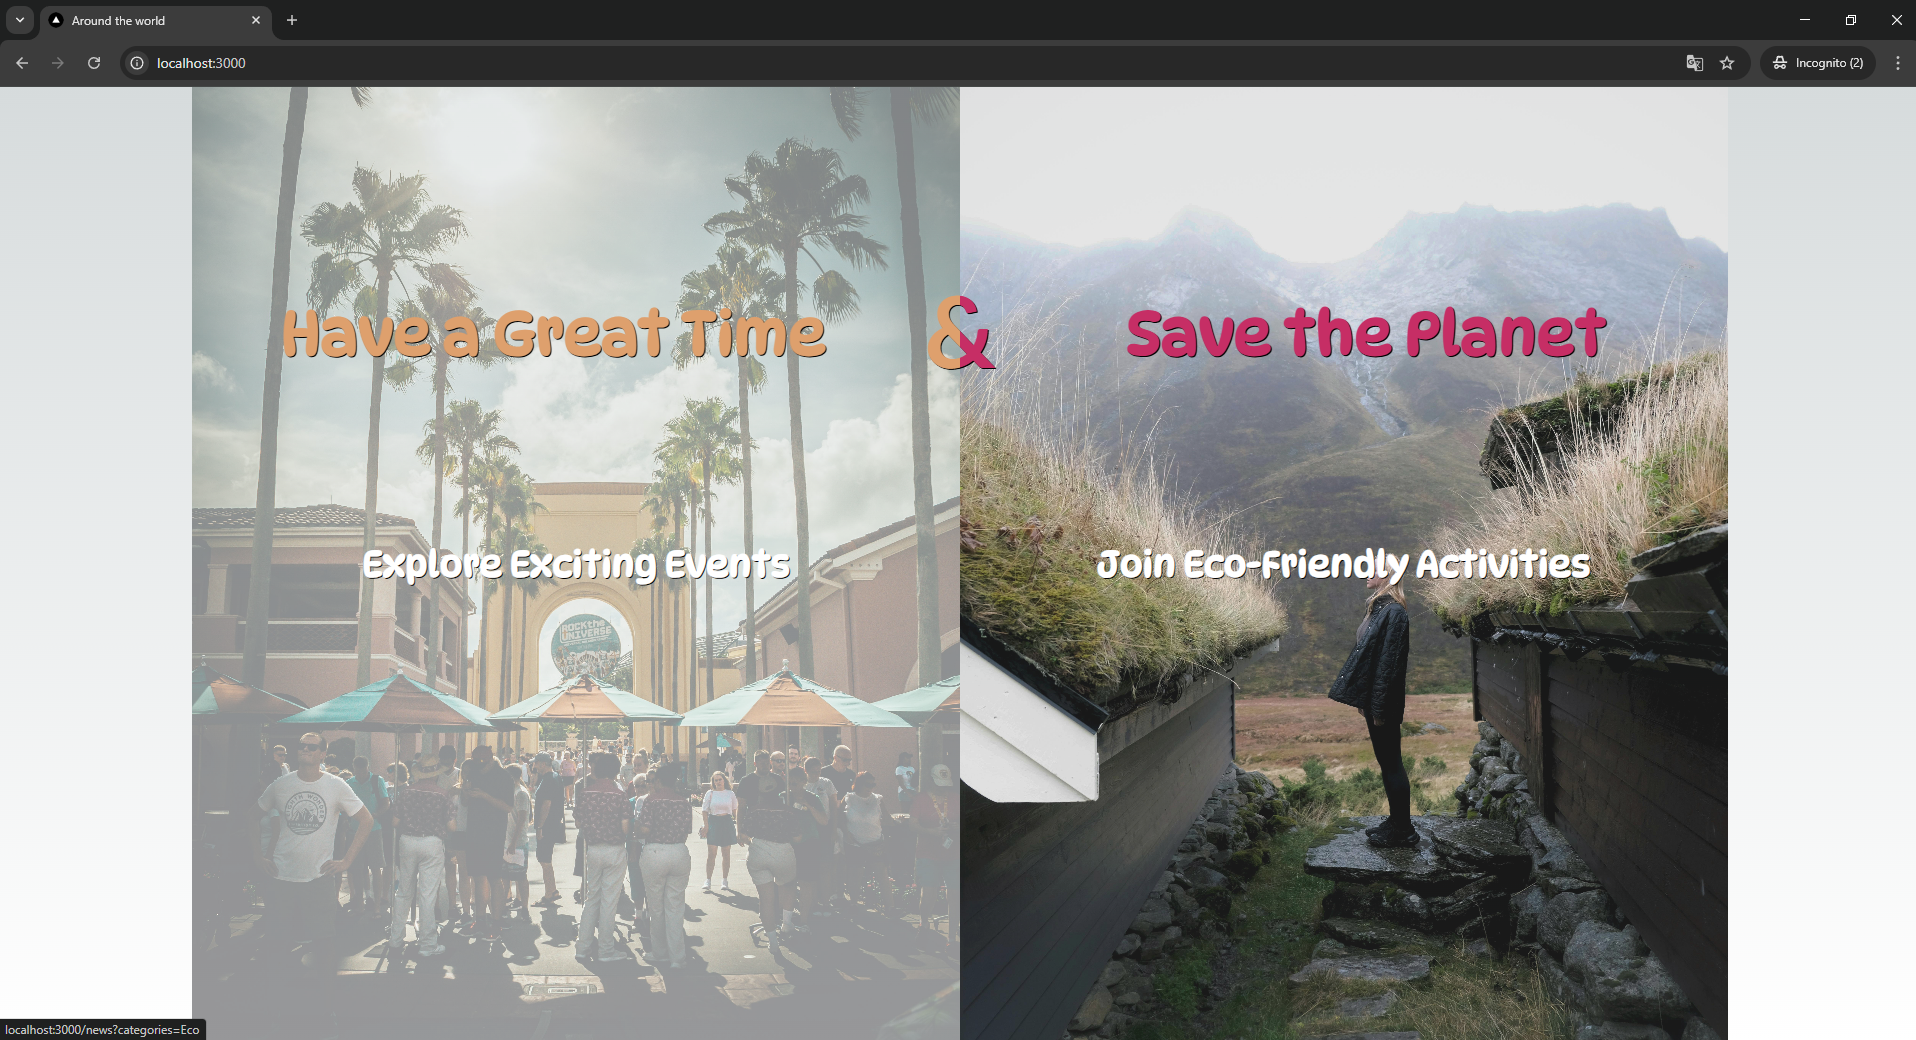 Around the world
localhost:3000
Incognito (2)
Have a Great Time & Save the Planet
Explore Exciting Events
Join Eco-Friendly Activities
ROCK the
UNIVERSE
localhost:3000/news?categories=Eco